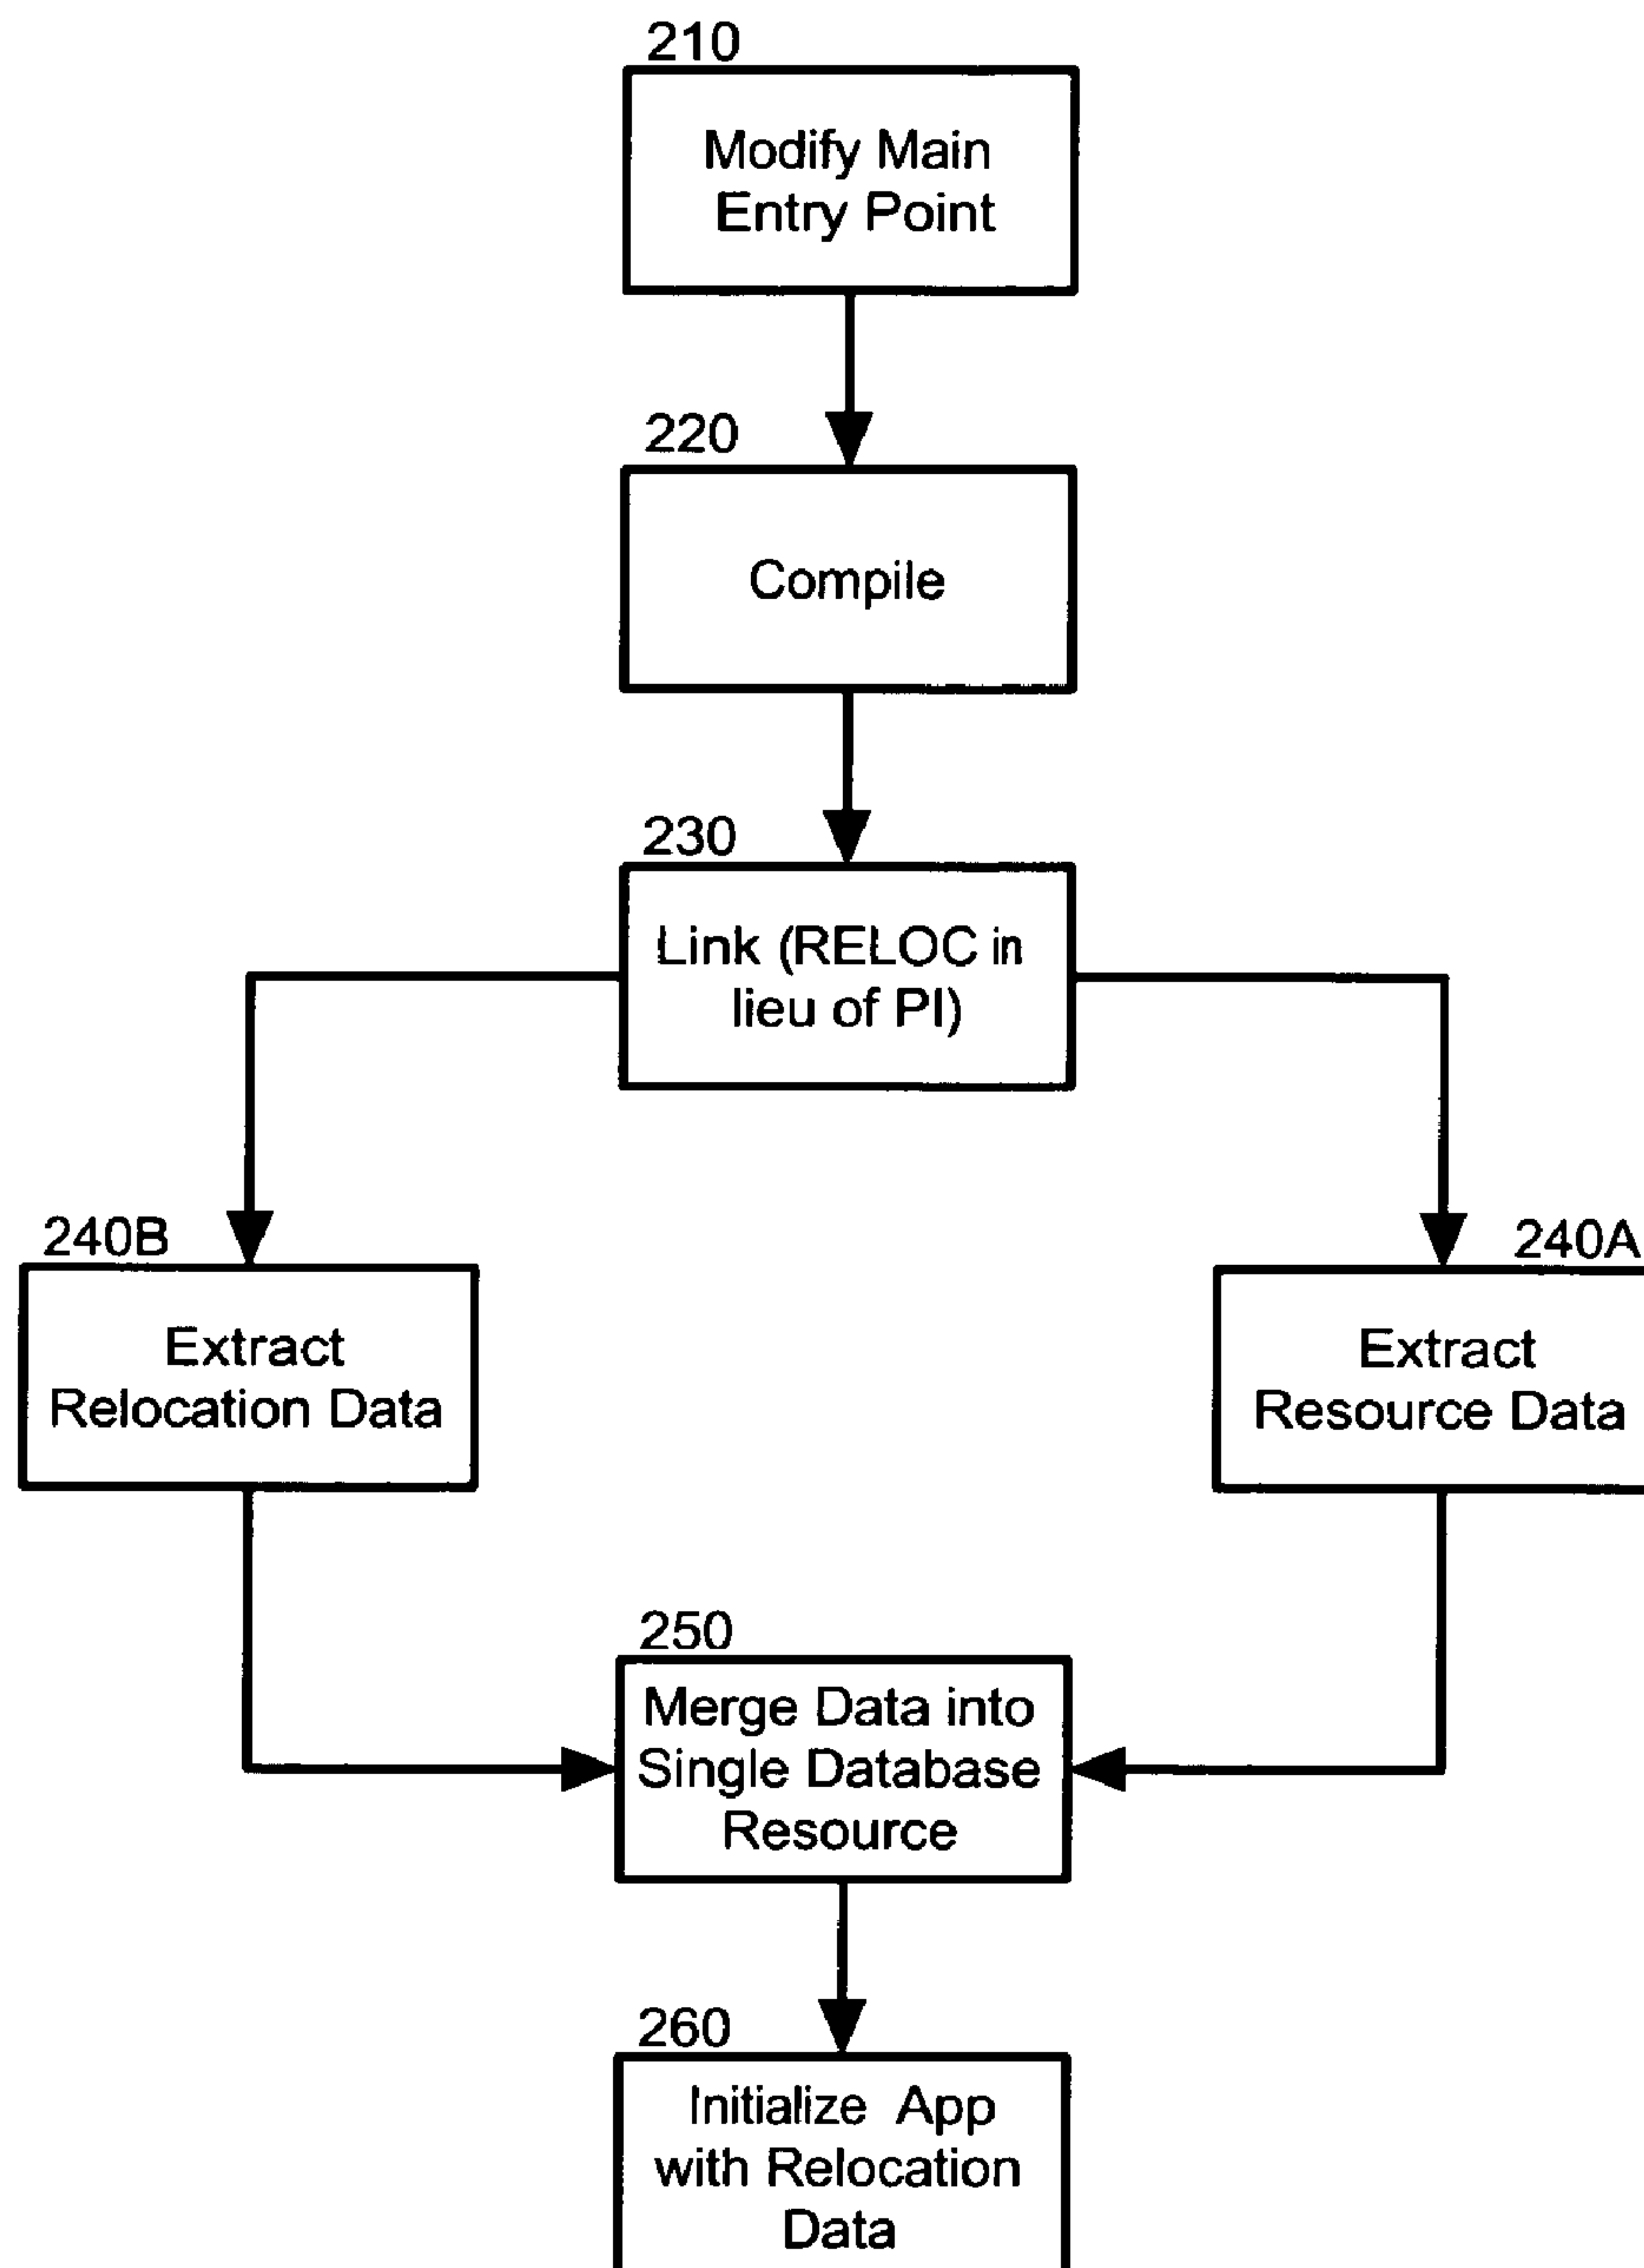 210
Modify Main
Entry Point
220
Compile
230
Link (RELOC in
lieu of PI)
240B
Extract
Relocation Data
240A
Extract
Resource Data
250
Merge Data into
Single Database
Resource
260
Initialize App
with Relocation
Data